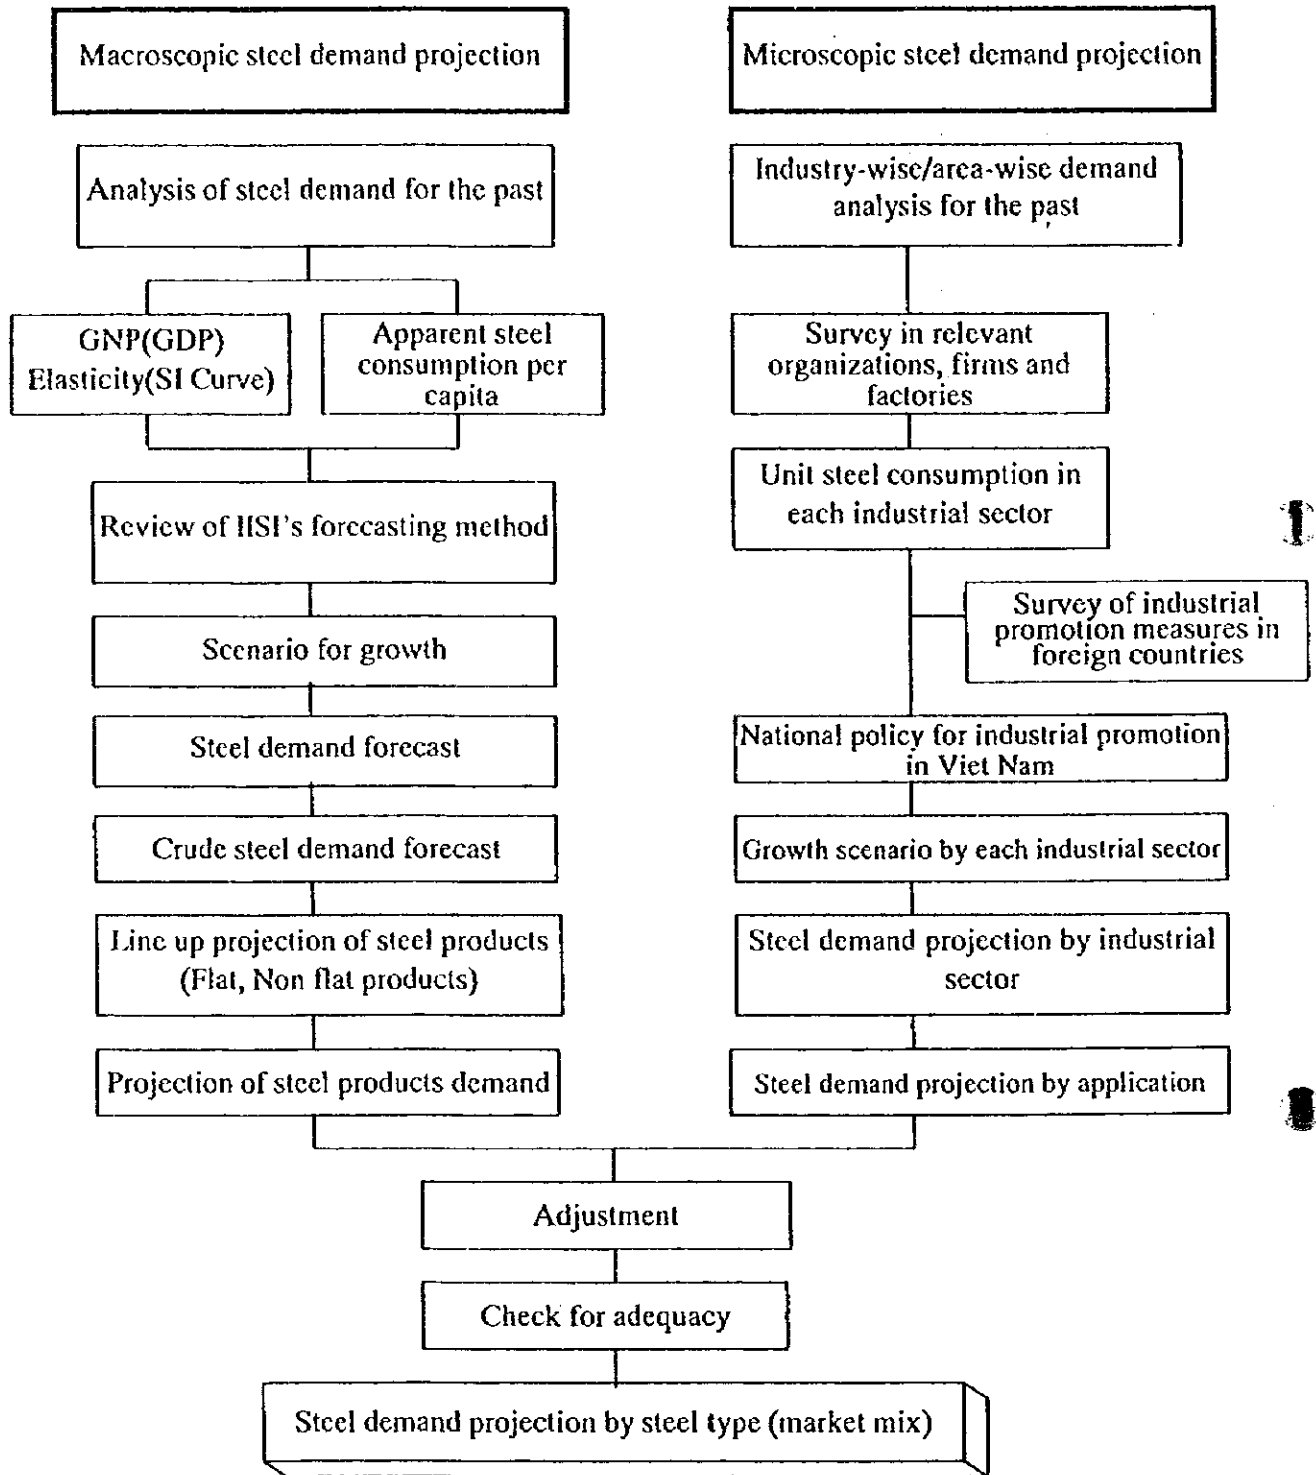 Macroscopic steel demand projection
Microscopic steel demand projection
Analysis of steel demand for the past
Industry-wise/area-wise demand
analysis for the past
GNP(GDP)
Elasticity(SI Curve)
Apparent steel
consumption per
capita
Survey in relevant
organizations, firms and
factories
Unit steel consumption in
each industrial sector
Review of IISI's forecasting method
Survey of industrial
promotion measures in
foreign countries
Scenario for growth
Steel demand forecast
National policy for industrial promotion
in Viet Nam
Crude steel demand forecast
Growth scenario by each industrial sector
Line up projection of steel products
(Flat, Non flat products)
Steel demand projection by industrial
sector
Projection of steel products demand
Steel demand projection by application
Adjustment
Check for adequacy
Steel demand projection by steel type (market mix)